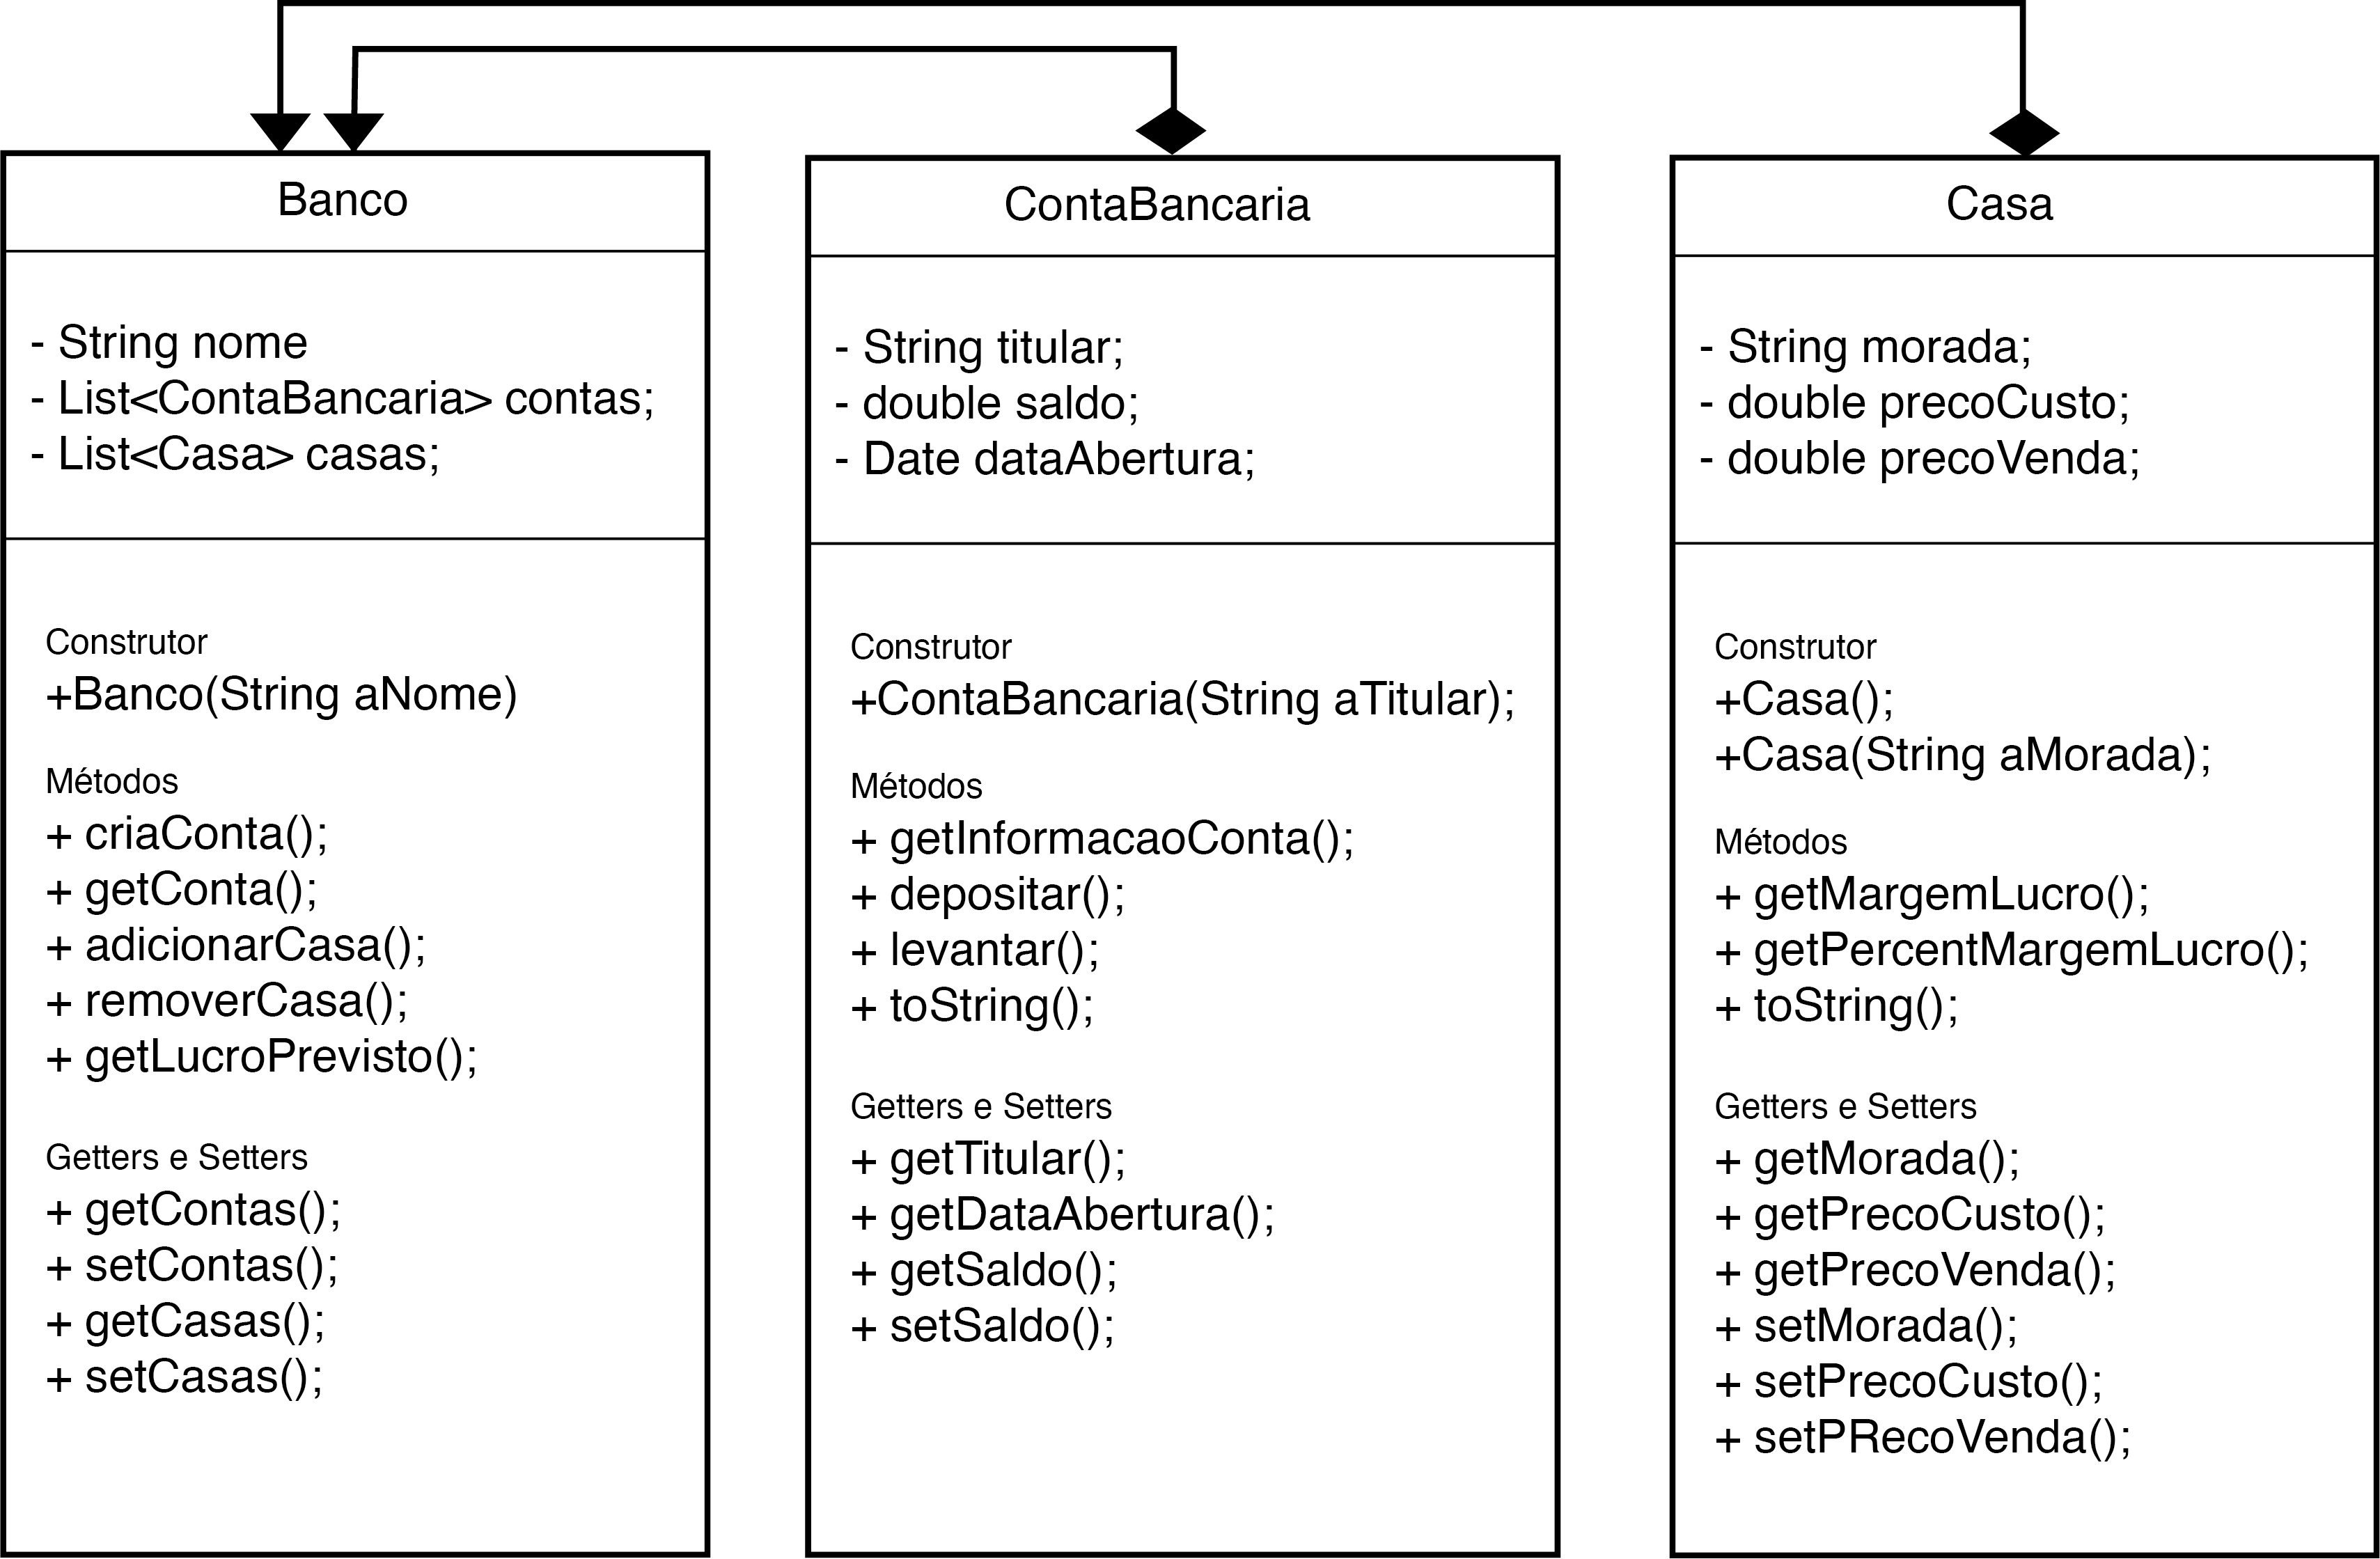 Banco
- String nome
- List<ContaBancaria> contas;
- List<Casa> casas;
Construtor
+Banco(String aNome)
Métodos
+ criaConta();
+ getConta();
+ adicionarCasa();
+ removerCasa();
+ getLucroPrevisto();
Getters e Setters
+ getContas();
+ setContas();
+ getCasas();
+ setCasas();
ContaBancaria
- String titular;
- double saldo;
- Date dataAbertura;
Construtor
+ContaBancaria(String aTitular);
Métodos
+ getInformacaoConta();
+ depositar();
+ levantar();
+ toString();
Getters e Setters
+ getTitular();
+ getDataAbertura();
+ getSaldo();
+ setSaldo();
Casa
- String morada;
- double precoCusto;
- double precoVenda;
Construtor
+Casa();
+Casa(String aMorada);
Métodos
+ getMargemLucro();
+ getPercentMargemLucro();
+ toString();
Getters e Setters
+ getMorada();
+ getPrecoCusto();
+ getPrecoVenda();
+ setMorada();
+ setPrecoCusto();
+ setPRecoVenda();